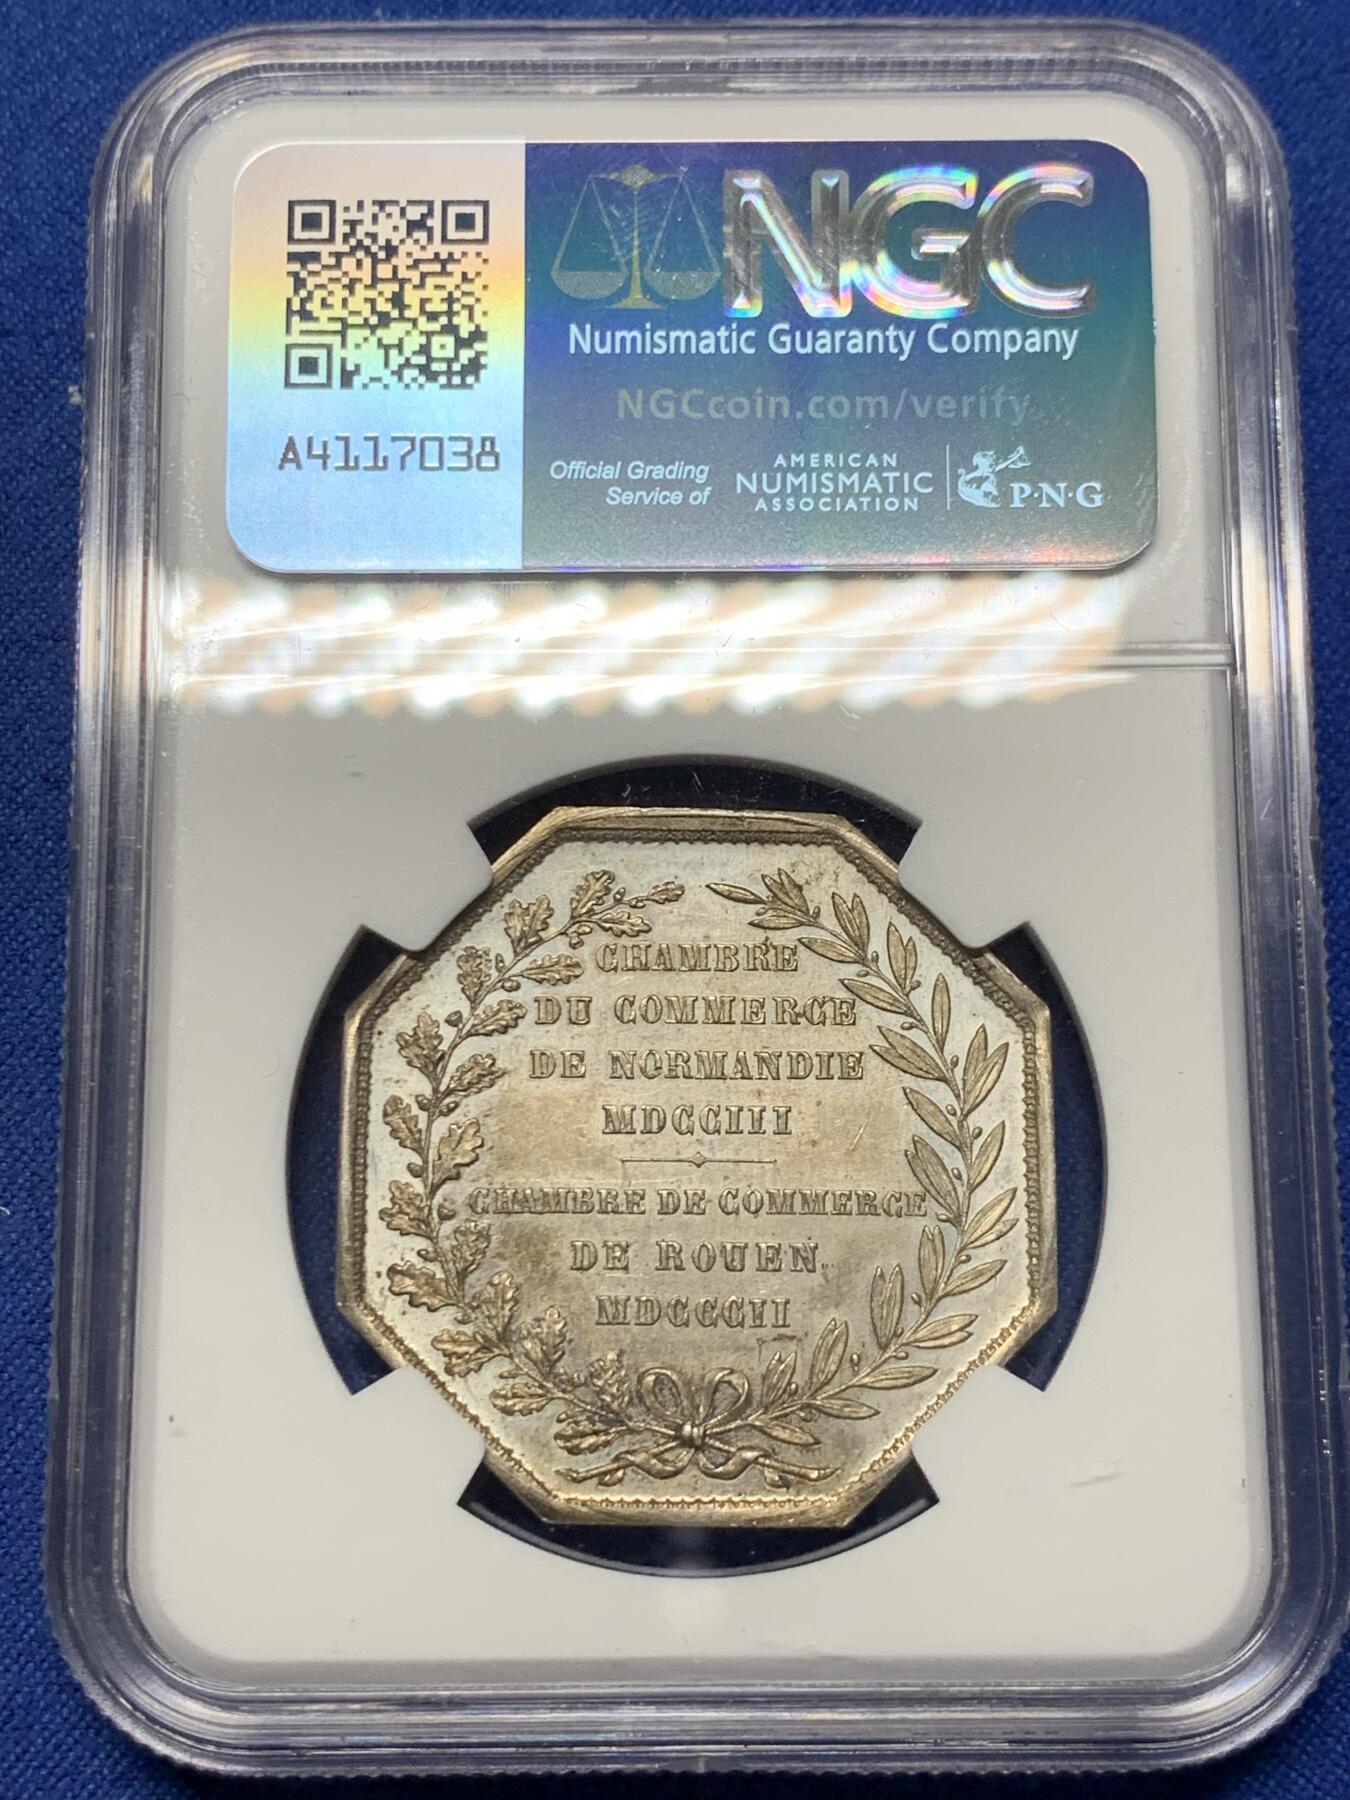 NGC
Numismatic Guaranty Company
NGCcoin.com/verify
A4117038
Official Grading
Service of
AMERICAN
NUMISMATIC
ASSOCIATION
P·N·G
CHAMBRE
DU COMMERCE
DE NORMANDIE
MDCCIII
CHAMBRE DE COMMERCE
DE ROUEN
MDCCCII